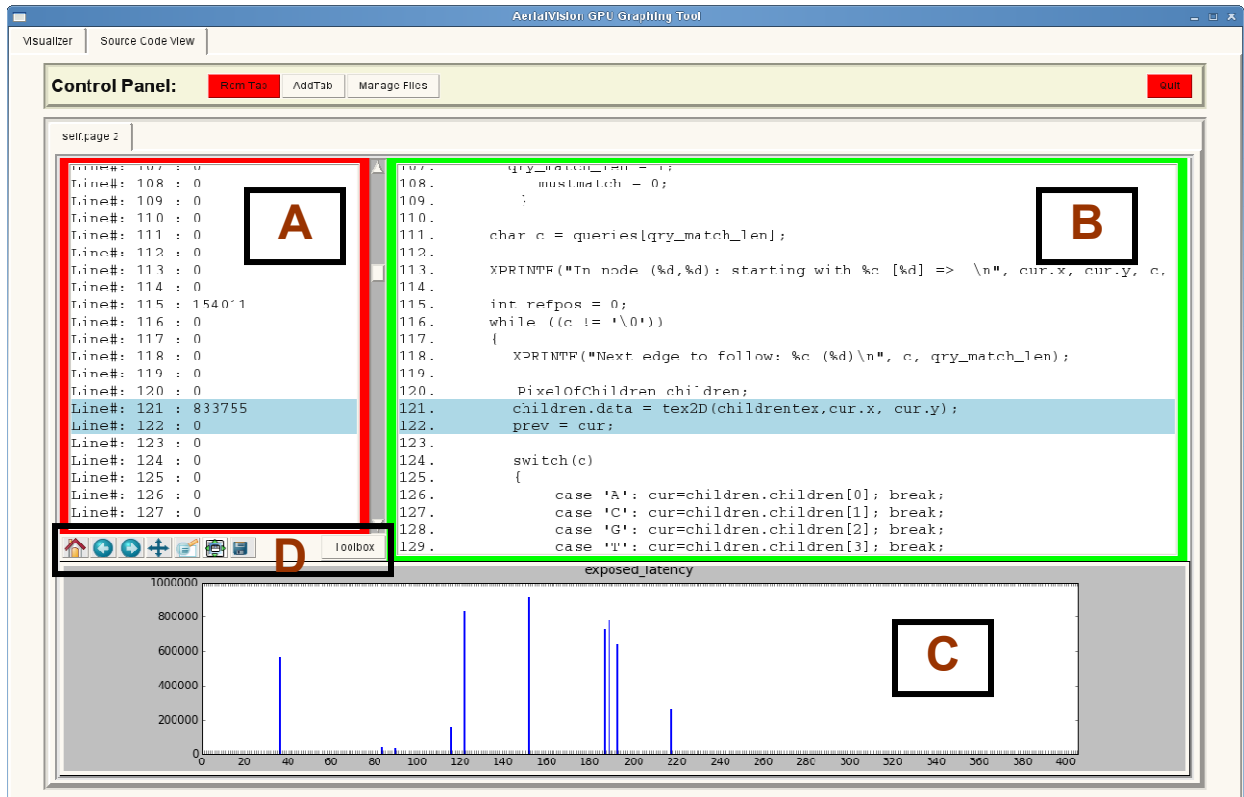 AerialVision GPU Graphing Tool
Visualizer Source Code View
Control Panel: Rem Tab AddTab Manage Files Quit
self.page 2
Line#: 107 : 0
Line#: 108 : 0
Line#: 109 : 0
Line#: 110 : 0
Line#: 111 : 0
Line#: 112 : 0
Line#: 113 : 0
Line#: 114 : 0
Line#: 115 : 154011
Line#: 116 : 0
Line#: 117 : 0
Line#: 118 : 0
Line#: 119 : 0
Line#: 120 : 0
Line#: 121 : 833755
Line#: 122 : 0
Line#: 123 : 0
Line#: 124 : 0
Line#: 125 : 0
Line#: 126 : 0
Line#: 127 : 0
A
107. qry_match_len = 1;
108. mustmatch = 0;
109. }
110.
111. char c = queries[qry_match_len];
112.
113. XPRINTF("In node (%d,%d): starting with %c [%d] => \n", cur.x, cur.y, c,
114.
115. int refpos = 0;
116. while ((c != '\0'))
117. {
118. XPRINTF("Next edge to follow: %c (%d)\n", c, qry_match_len);
119.
120. PixelOfChildren children;
121. children.data = tex2D(childrentex,cur.x, cur.y);
122. prev = cur;
123.
124. switch(c)
125. {
126. case 'A': cur=children.children[0]; break;
127. case 'C': cur=children.children[1]; break;
128. case 'G': cur=children.children[2]; break;
129. case 'T': cur=children.children[3]; break;
B
D
Toolbox
exposed_latency
1000000
800000
600000
400000
200000
0
0 20 40 60 80 100 120 140 160 180 200 220 240 260 280 300 320 340 360 380 400
C